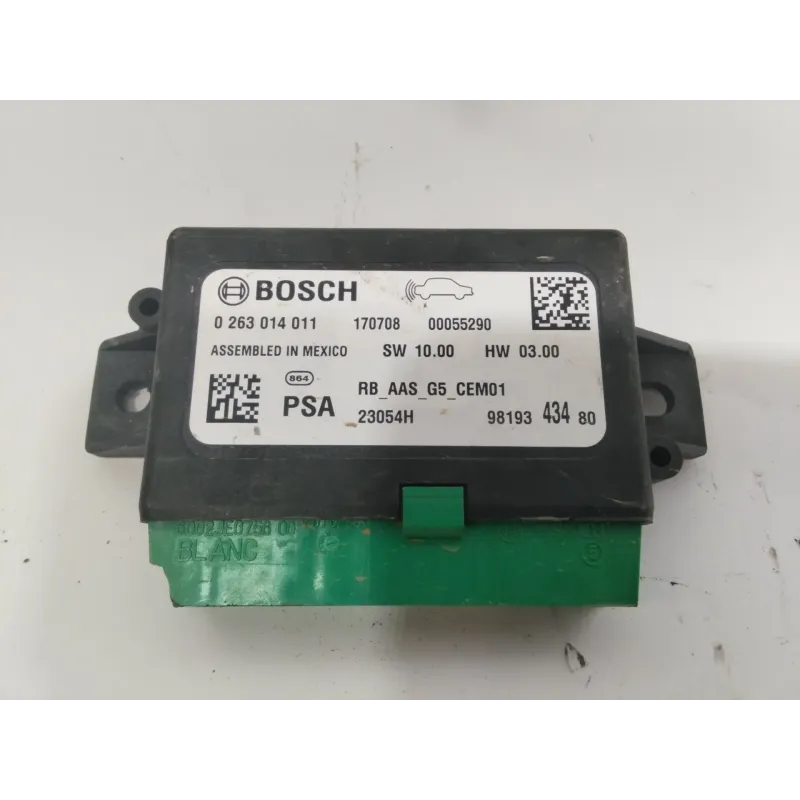 BOSCH
0 263 014 011 170708 00055290
ASSEMBLED IN MEXICO SW 10.00 HW 03.00
864 RB_AAS_G5_CEM01
PSA 23054H 98193 434 80
BLANC